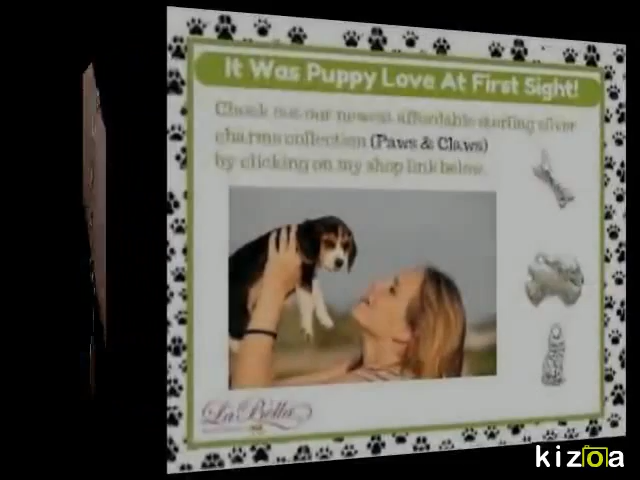 It Was Puppy Love At First Sight!
Check out our newest affordable sterling silver
charms collection (Paws & Claws)
by clicking on my shop link below.
La Bella
kizoa